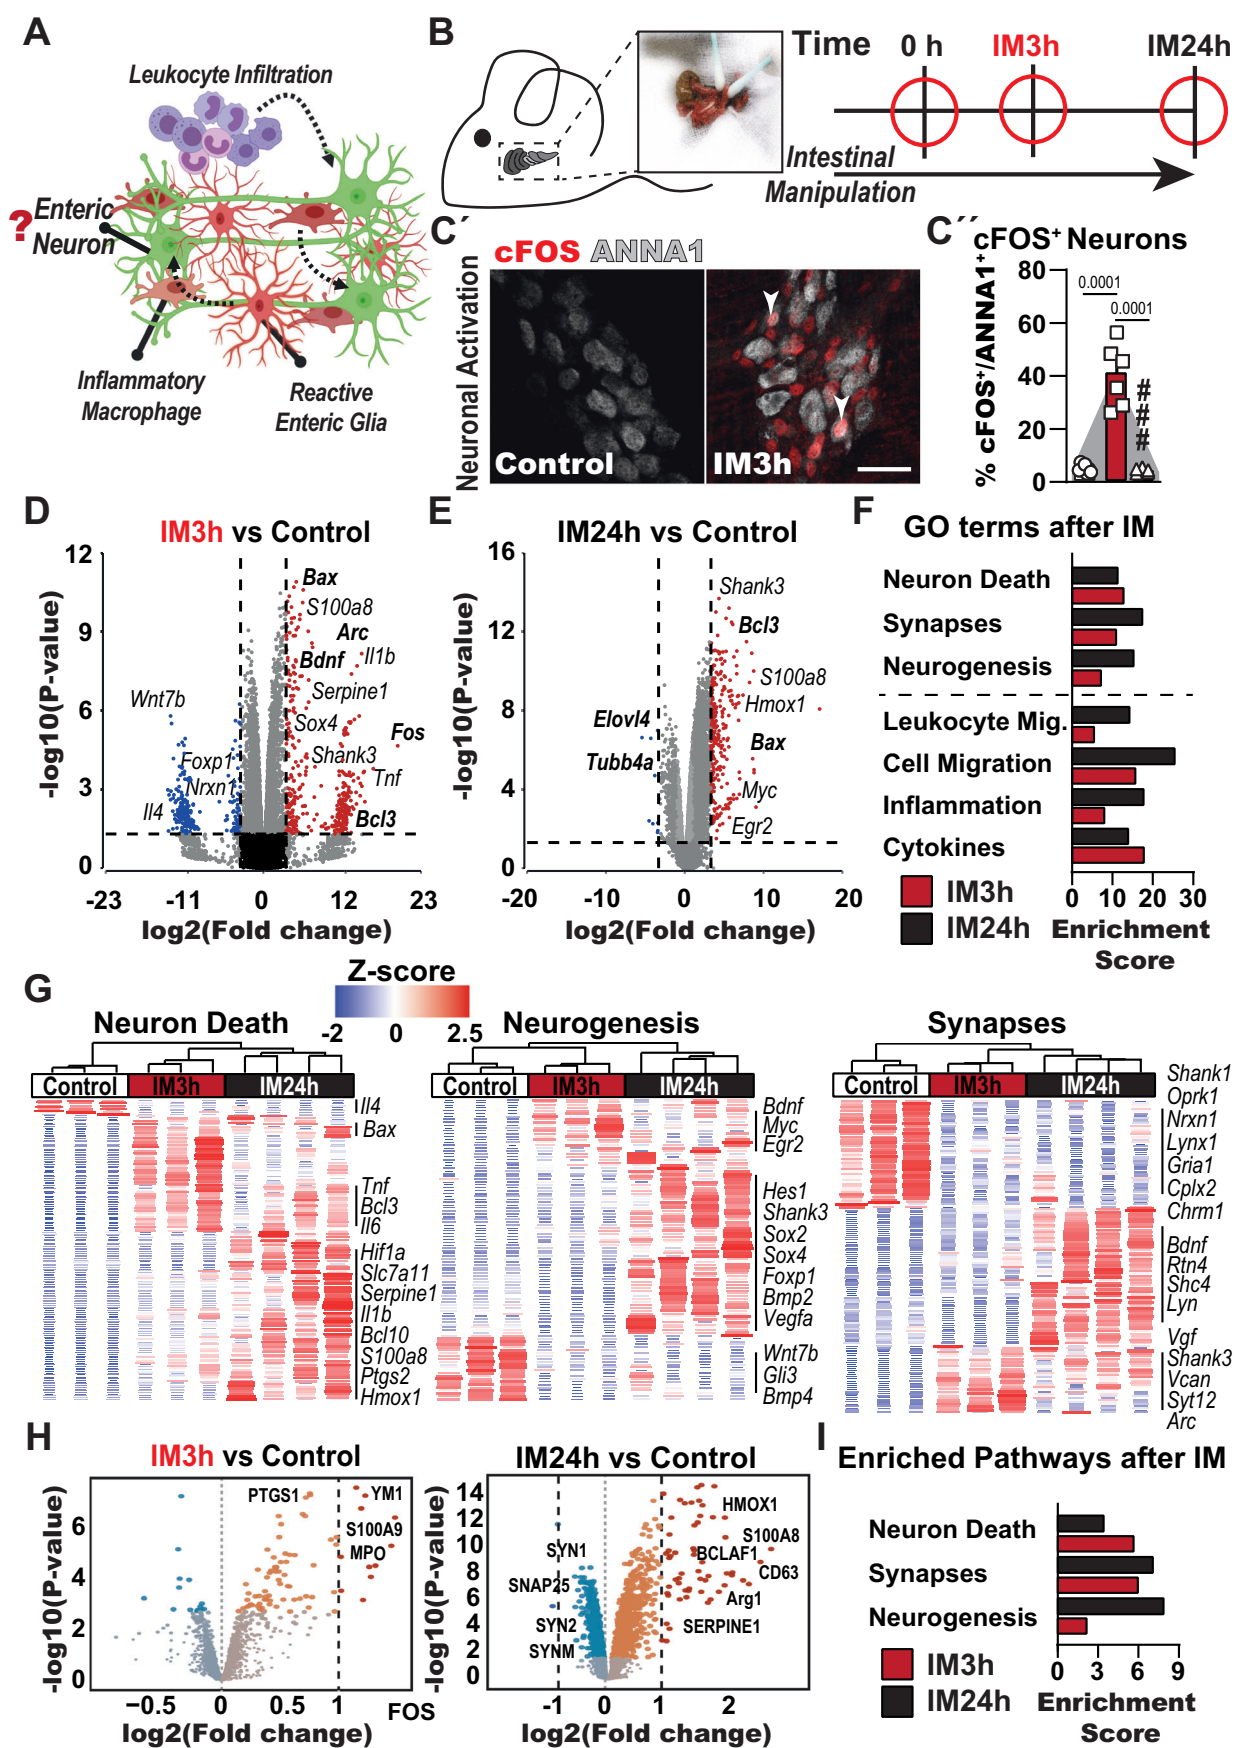 A
Leukocyte Infiltration
? Enteric
Neuron
Inflammatory
Macrophage
Reactive
Enteric Glia
B
Time 0 h IM3h IM24h
Intestinal
Manipulation
C´
cFOS ANNA1
Neuronal Activation
Control
IM3h
C´´
cFOS+ Neurons
% cFOS+/ANNA1+
80
60
40
20
0
0.0001
0.0001
###
D
IM3h vs Control
-log10(P-value)
12
9
6
3
0
Bax
S100a8
Arc
Il1b
Bdnf
Serpine1
Wnt7b
Sox4
Fos
Foxp1
Shank3
Nrxn1
Tnf
Il4
Bcl3
-23 -11 0 12 23
log2(Fold change)
E
IM24h vs Control
-log10(P-value)
16
12
8
4
0
Shank3
Bcl3
S100a8
Hmox1
Elovl4
Bax
Tubb4a
Myc
Egr2
-20 -10 0 10 20
log2(Fold change)
F
GO terms after IM
Neuron Death
Synapses
Neurogenesis
Leukocyte Mig.
Cell Migration
Inflammation
Cytokines
IM3h
IM24h
0 10 20 30
Enrichment
Score
G
Z-score
-2 0 2.5
Neuron Death
Control IM3h IM24h
Il4
Bax
Tnf
Bcl3
Il6
Hif1a
Slc7a11
Serpine1
Il1b
Bcl10
S100a8
Ptgs2
Hmox1
Neurogenesis
Control IM3h IM24h
Bdnf
Myc
Egr2
Hes1
Shank3
Sox2
Sox4
Foxp1
Bmp2
Vegfa
Wnt7b
Gli3
Bmp4
Synapses
Control IM3h IM24h
Shank1
Oprk1
Nrxn1
Lynx1
Gria1
Cplx2
Chrm1
Bdnf
Rtn4
Shc4
Lyn
Vgf
Shank3
Vcan
Syt12
Arc
H
IM3h vs Control
-log10(P-value)
6
4
2
0
PTGS1
YM1
S100A9
MPO
−0.5 0 0.5 1 FOS
log2(Fold change)
IM24h vs Control
-log10(P-value)
14
12
10
8
6
4
2
0
HMOX1
S100A8
SYN1
BCLAF1
CD63
SNAP25
Arg1
SYN2
SERPINE1
SYNM
-1 0 1 2
log2(Fold change)
I
Enriched Pathways after IM
Neuron Death
Synapses
Neurogenesis
IM3h
IM24h
0 3 6 9
Enrichment
Score